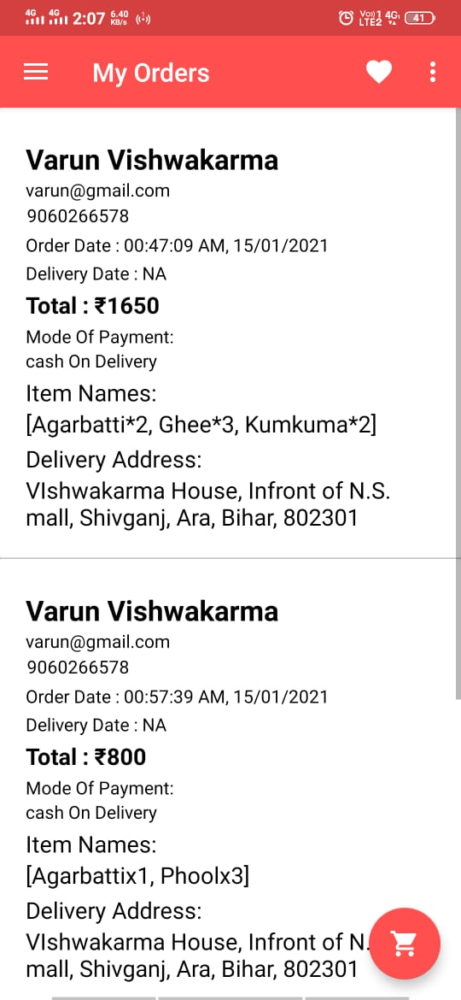 4G 4G 2:07 6.40 KB/s Vo))1 4G LTE2 41
My Orders
Varun Vishwakarma
varun@gmail.com
9060266578
Order Date : 00:47:09 AM, 15/01/2021
Delivery Date : NA
Total : ₹1650
Mode Of Payment:
cash On Delivery
Item Names:
[Agarbatti*2, Ghee*3, Kumkuma*2]
Delivery Address:
VIshwakarma House, Infront of N.S.
mall, Shivganj, Ara, Bihar, 802301
Varun Vishwakarma
varun@gmail.com
9060266578
Order Date : 00:57:39 AM, 15/01/2021
Delivery Date : NA
Total : ₹800
Mode Of Payment:
cash On Delivery
Item Names:
[Agarbattix1, Phoolx3]
Delivery Address:
VIshwakarma House, Infront of N.
mall, Shivganj, Ara, Bihar, 802301